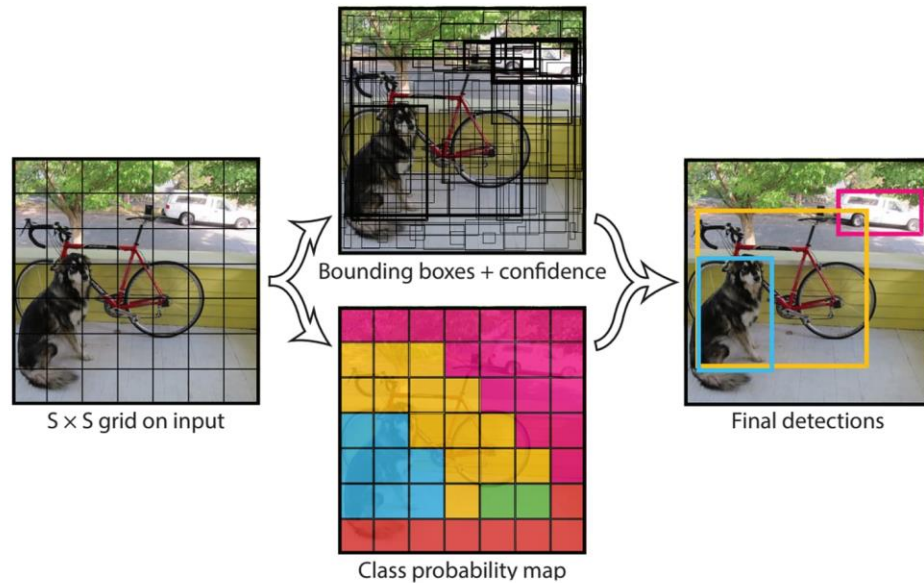 Bounding boxes + confidence
S × S grid on input
Final detections
Class probability map